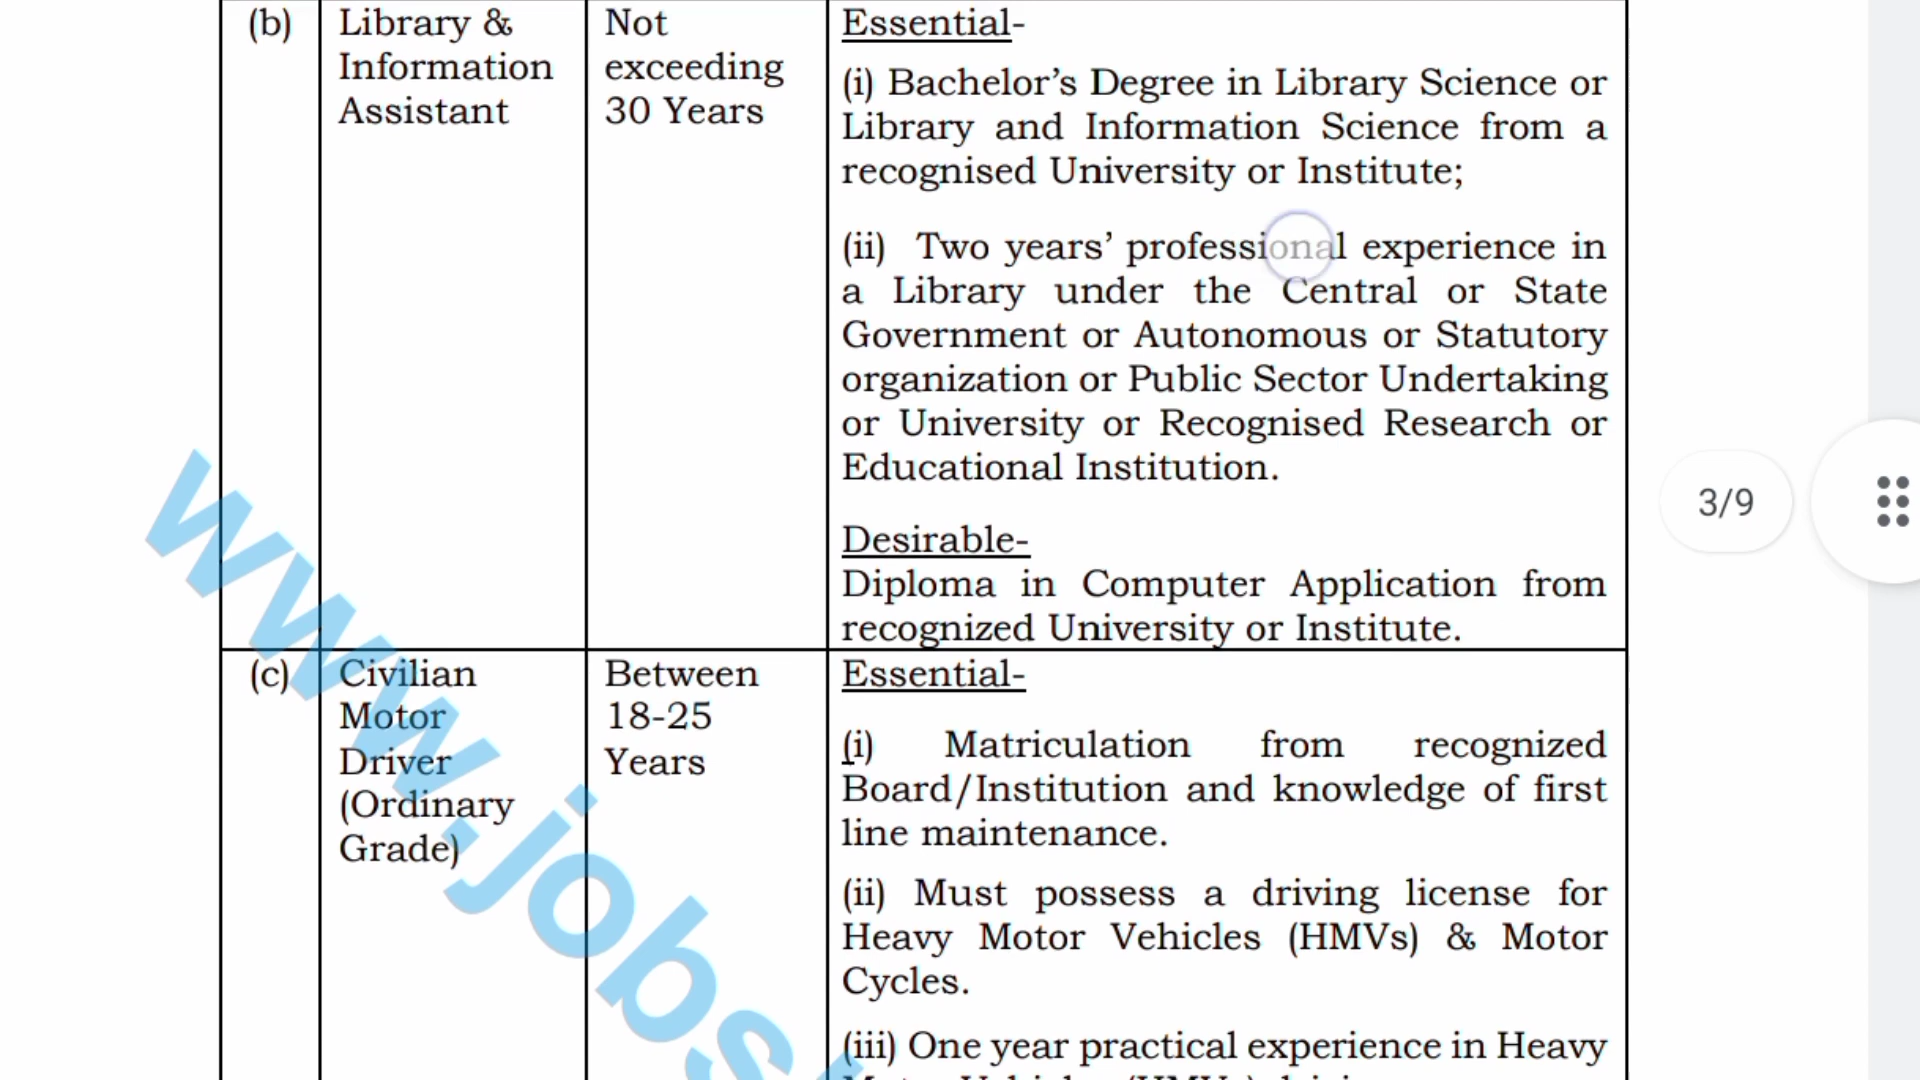 (b)
Library &
Information
Assistant
Not
exceeding
30 Years
Essential-
(i) Bachelor’s Degree in Library Science or
Library and Information Science from a
recognised University or Institute;
(ii) Two years’ professional experience in
a Library under the Central or State
Government or Autonomous or Statutory
organization or Public Sector Undertaking
or University or Recognised Research or
Educational Institution.
Desirable-
Diploma in Computer Application from
recognized University or Institute.
(c)
Civilian
Motor
Driver
(Ordinary
Grade)
Between
18-25
Years
Essential-
(i) Matriculation from recognized
Board/Institution and knowledge of first
line maintenance.
(ii) Must possess a driving license for
Heavy Motor Vehicles (HMVs) & Motor
Cycles.
(iii) One year practical experience in Heavy
3/9
www.jobs